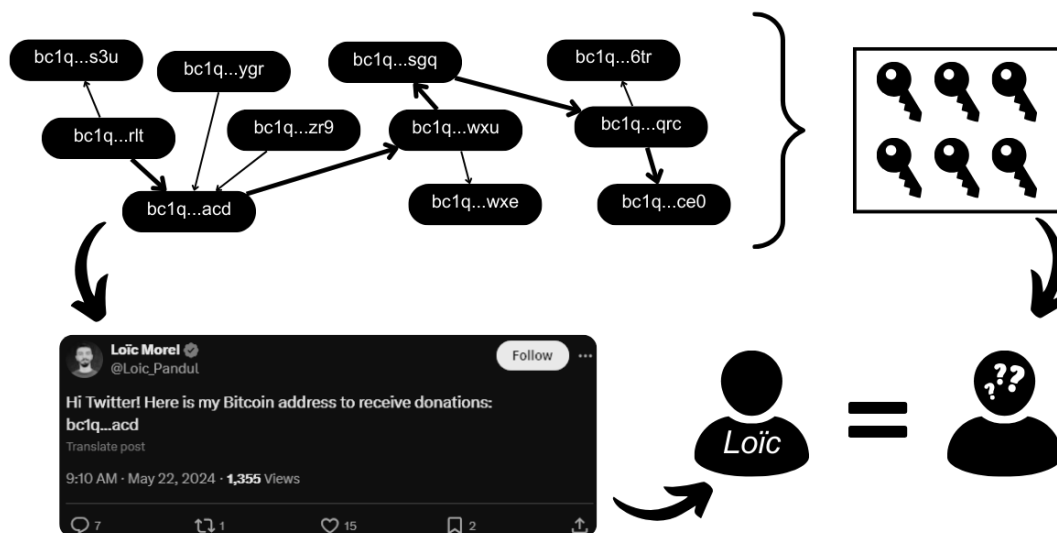 bc1q...s3u
bc1q...ygr
bc1q...sgq
bc1q...6tr
bc1q...rlt
bc1q...zr9
bc1q...wxu
bc1q...qrc
bc1q...acd
bc1q...wxe
bc1q...ce0
Loïc Morel
@Loic_Pandul
Follow
Hi Twitter! Here is my Bitcoin address to receive donations:
bc1q...acd
Translate post
9:10 AM · May 22, 2024 · 1,355 Views
7 1 15 2
Loïc
???